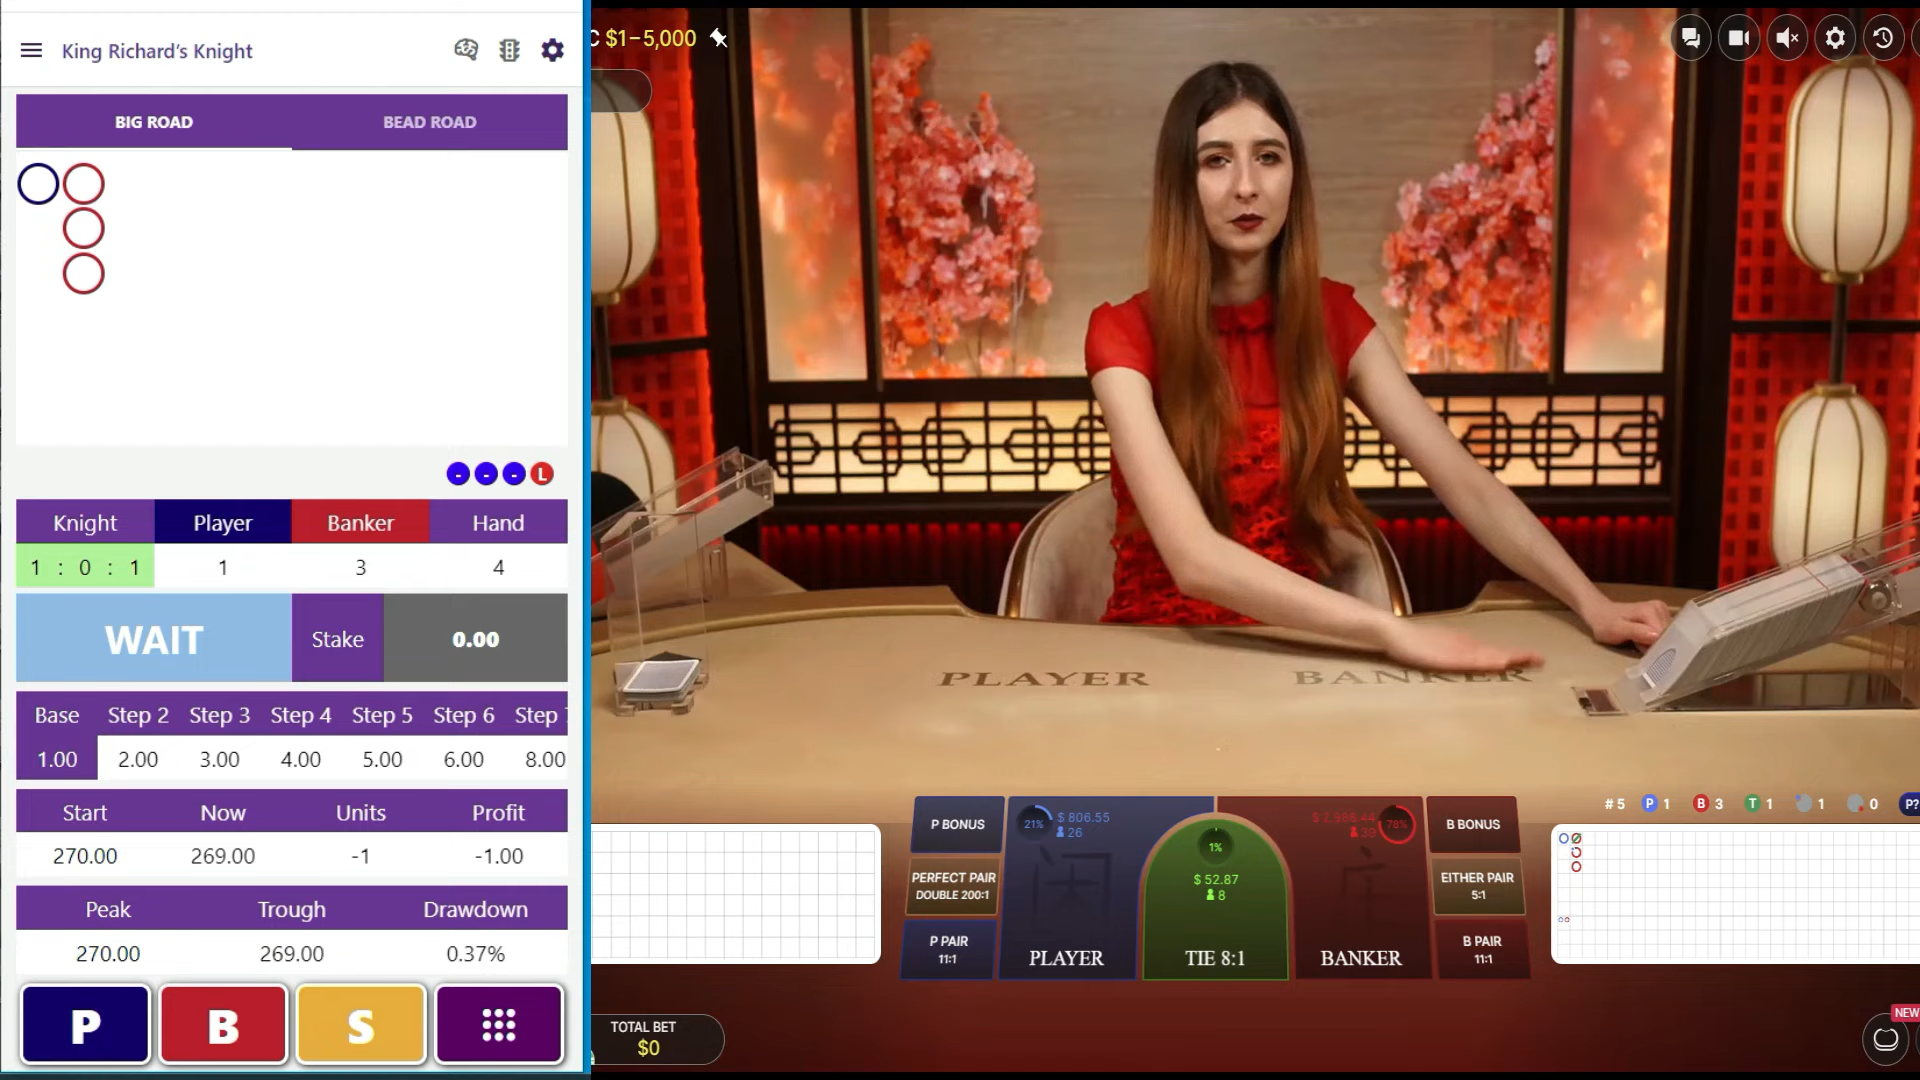 King Richard's Knight
BIG ROAD
BEAD ROAD
- - - L
Knight Player Banker Hand
1 : 0 : 1 1 3 4
WAIT Stake 0.00
Base Step 2 Step 3 Step 4 Step 5 Step 6 Step
1.00 2.00 3.00 4.00 5.00 6.00 8.00
Start Now Units Profit
270.00 269.00 -1 -1.00
Peak Trough Drawdown
270.00 269.00 0.37%
P B S
C $1–5,000
PLAYER BANKER
#5 P 1 B 3 T 1 1 0 P?
P BONUS
21% $ 806.55
26
78%
1%
$ 52.87
8
B BONUS
PERFECT PAIR
DOUBLE 200:1
EITHER PAIR
5:1
P PAIR
11:1
PLAYER
TIE 8:1
BANKER
B PAIR
11:1
TOTAL BET
$0
NEW